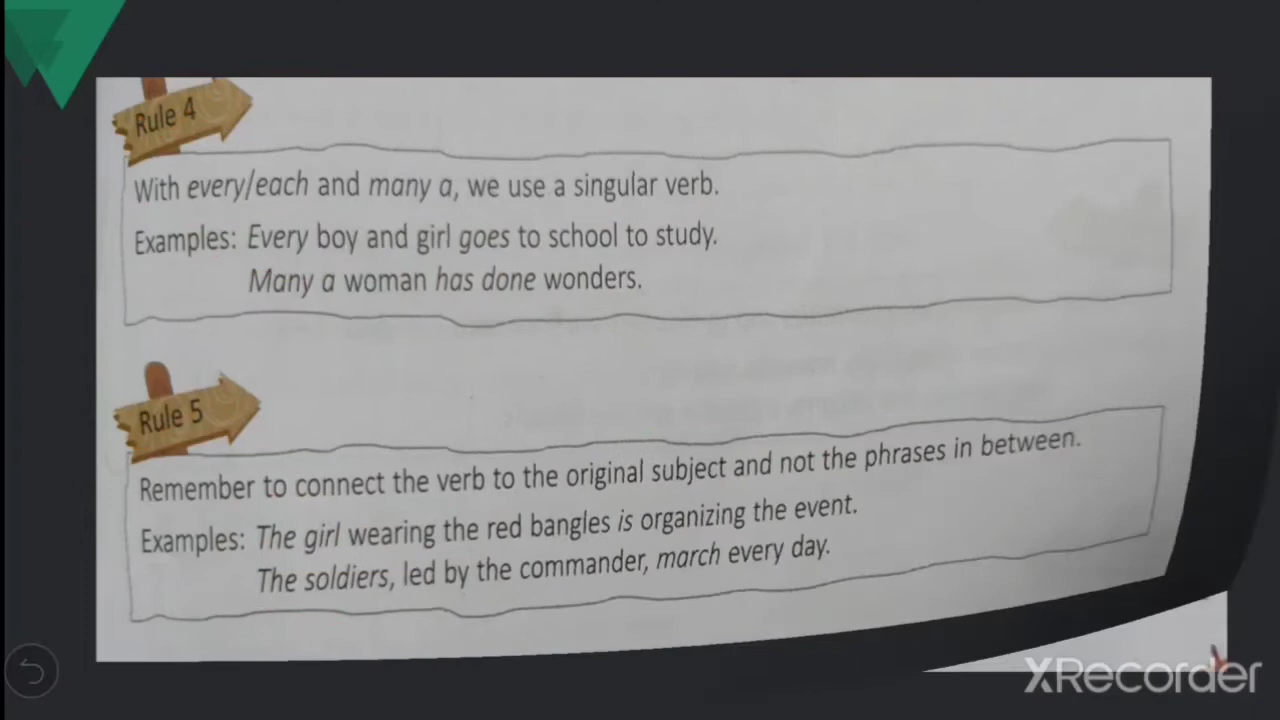 Rule 4
With every/each and many a, we use a singular verb.
Examples: Every boy and girl goes to school to study.
Many a woman has done wonders.
Rule 5
Remember to connect the verb to the original subject and not the phrases in between.
Examples: The girl wearing the red bangles is organizing the event.
The soldiers, led by the commander, march every day.
XRecorder